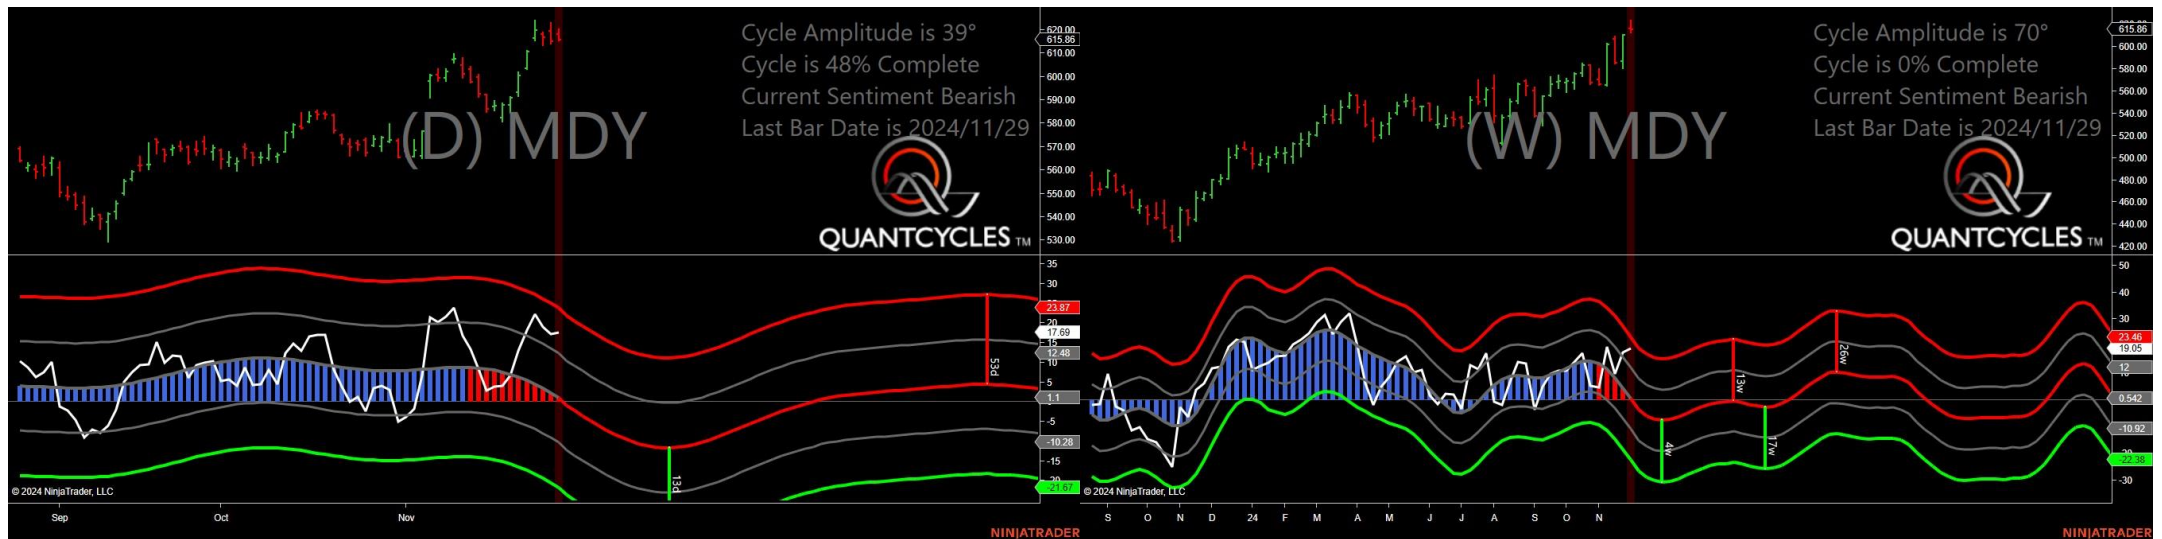 Cycle Amplitude is 39°
Cycle is 48% Complete
Current Sentiment Bearish
Last Bar Date is 2024/11/29
(D) MDY
QUANTCYCLES TM
620.00
615.86
610.00
600.00
590.00
580.00
570.00
560.00
550.00
540.00
530.00
35
30
23.87
20
17.69
15
12.48
10
5
1.1
-5
-10.28
-15
-21.67
53d
13d
© 2024 NinjaTrader, LLC
Sep
Oct
Nov
NINJATRADER
Cycle Amplitude is 70°
Cycle is 0% Complete
Current Sentiment Bearish
Last Bar Date is 2024/11/29
(W) MDY
QUANTCYCLES TM
615.86
600.00
580.00
560.00
540.00
520.00
500.00
480.00
460.00
440.00
420.00
50
40
30
23.46
19.05
12
0.542
-10.92
-22.38
-30
4w
13w
17w
26w
© 2024 NinjaTrader, LLC
S O N D 24 F M A M J J A S O N
NINJATRADER